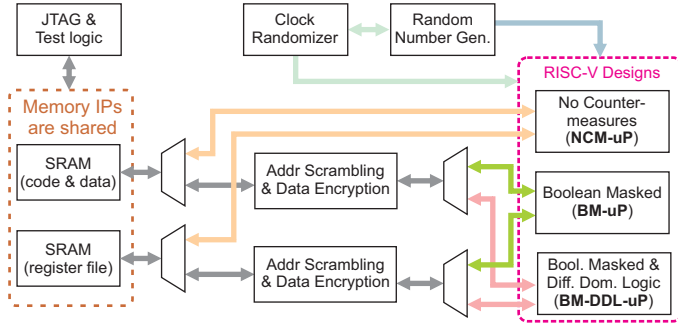 JTAG &
Test logic
Clock
Randomizer
Random
Number Gen.
RISC-V Designs
Memory IPs
are shared
No Counter-
measures
(NCM-uP)
SRAM
(code & data)
Addr Scrambling
& Data Encryption
Boolean Masked
(BM-uP)
SRAM
(register file)
Addr Scrambling
& Data Encryption
Bool. Masked &
Diff. Dom. Logic
(BM-DDL-uP)